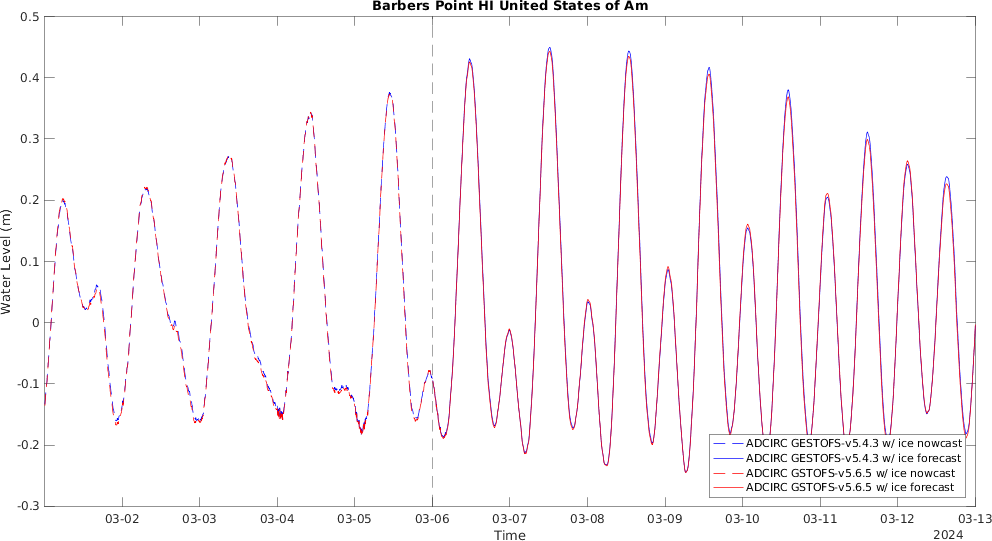 Barbers Point HI United States of Am
0.5
0.4
0.3
0.2
0.1
0
-0.1
-0.2
-0.3
Water Level (m)
ADCIRC GESTOFS-v5.4.3 w/ ice nowcast
ADCIRC GESTOFS-v5.4.3 w/ ice forecast
ADCIRC GSTOFS-v5.6.5 w/ ice nowcast
ADCIRC GSTOFS-v5.6.5 w/ ice forecast
03-02 03-03 03-04 03-05 03-06 03-07 03-08 03-09 03-10 03-11 03-12 03-13
Time
2024